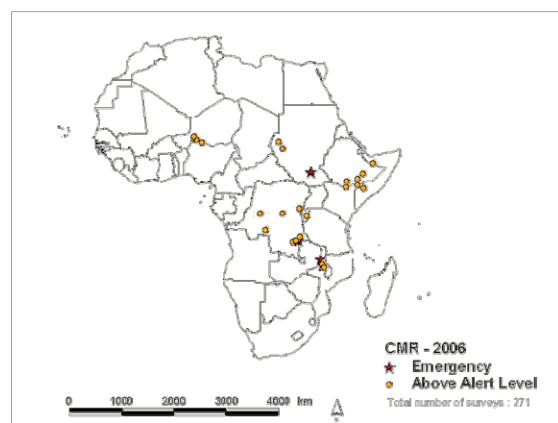 CMR - 2006
Emergency
Above Alert Level
Total number of surveys : 271
0 1000 2000 3000 4000 km